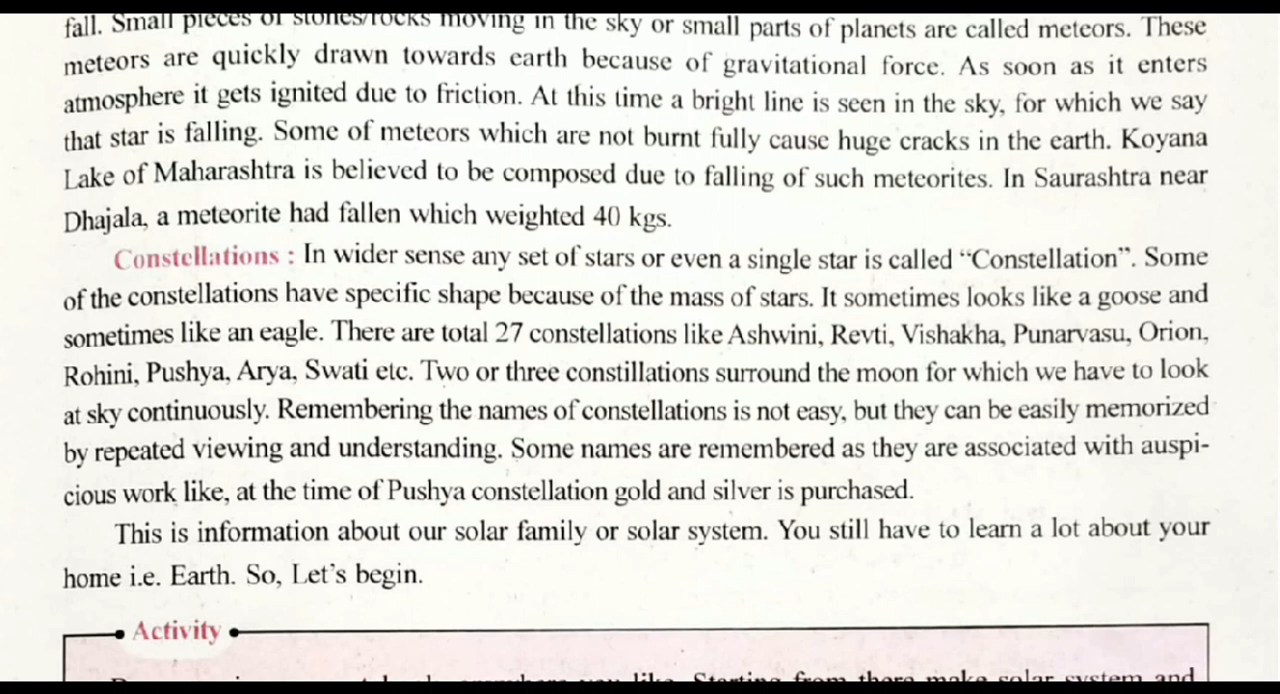 fall. Small pieces of stones/rocks moving in the sky or small parts of planets are called meteors. These
meteors are quickly drawn towards earth because of gravitational force. As soon as it enters
atmosphere it gets ignited due to friction. At this time a bright line is seen in the sky, for which we say
that star is falling. Some of meteors which are not burnt fully cause huge cracks in the earth. Koyana
Lake of Maharashtra is believed to be composed due to falling of such meteorites. In Saurashtra near
Dhajala, a meteorite had fallen which weighted 40 kgs.
Constellations : In wider sense any set of stars or even a single star is called “Constellation”. Some
of the constellations have specific shape because of the mass of stars. It sometimes looks like a goose and
sometimes like an eagle. There are total 27 constellations like Ashwini, Revti, Vishakha, Punarvasu, Orion,
Rohini, Pushya, Arya, Swati etc. Two or three constillations surround the moon for which we have to look
at sky continuously. Remembering the names of constellations is not easy, but they can be easily memorized
by repeated viewing and understanding. Some names are remembered as they are associated with auspi-
cious work like, at the time of Pushya constellation gold and silver is purchased.
This is information about our solar family or solar system. You still have to learn a lot about your
home i.e. Earth. So, Let’s begin.
Activity
like. Starting from there make solar system and